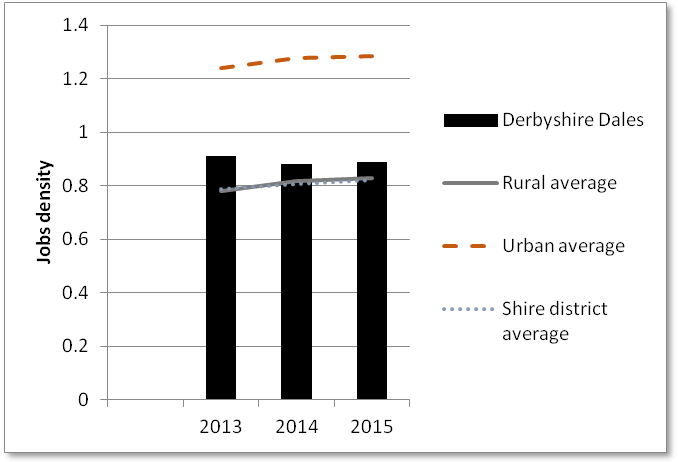 1.4
1.2
1
0.8
0.6
0.4
0.2
0
Jobs density
2013 2014 2015
Derbyshire Dales
Rural average
Urban average
Shire district
average